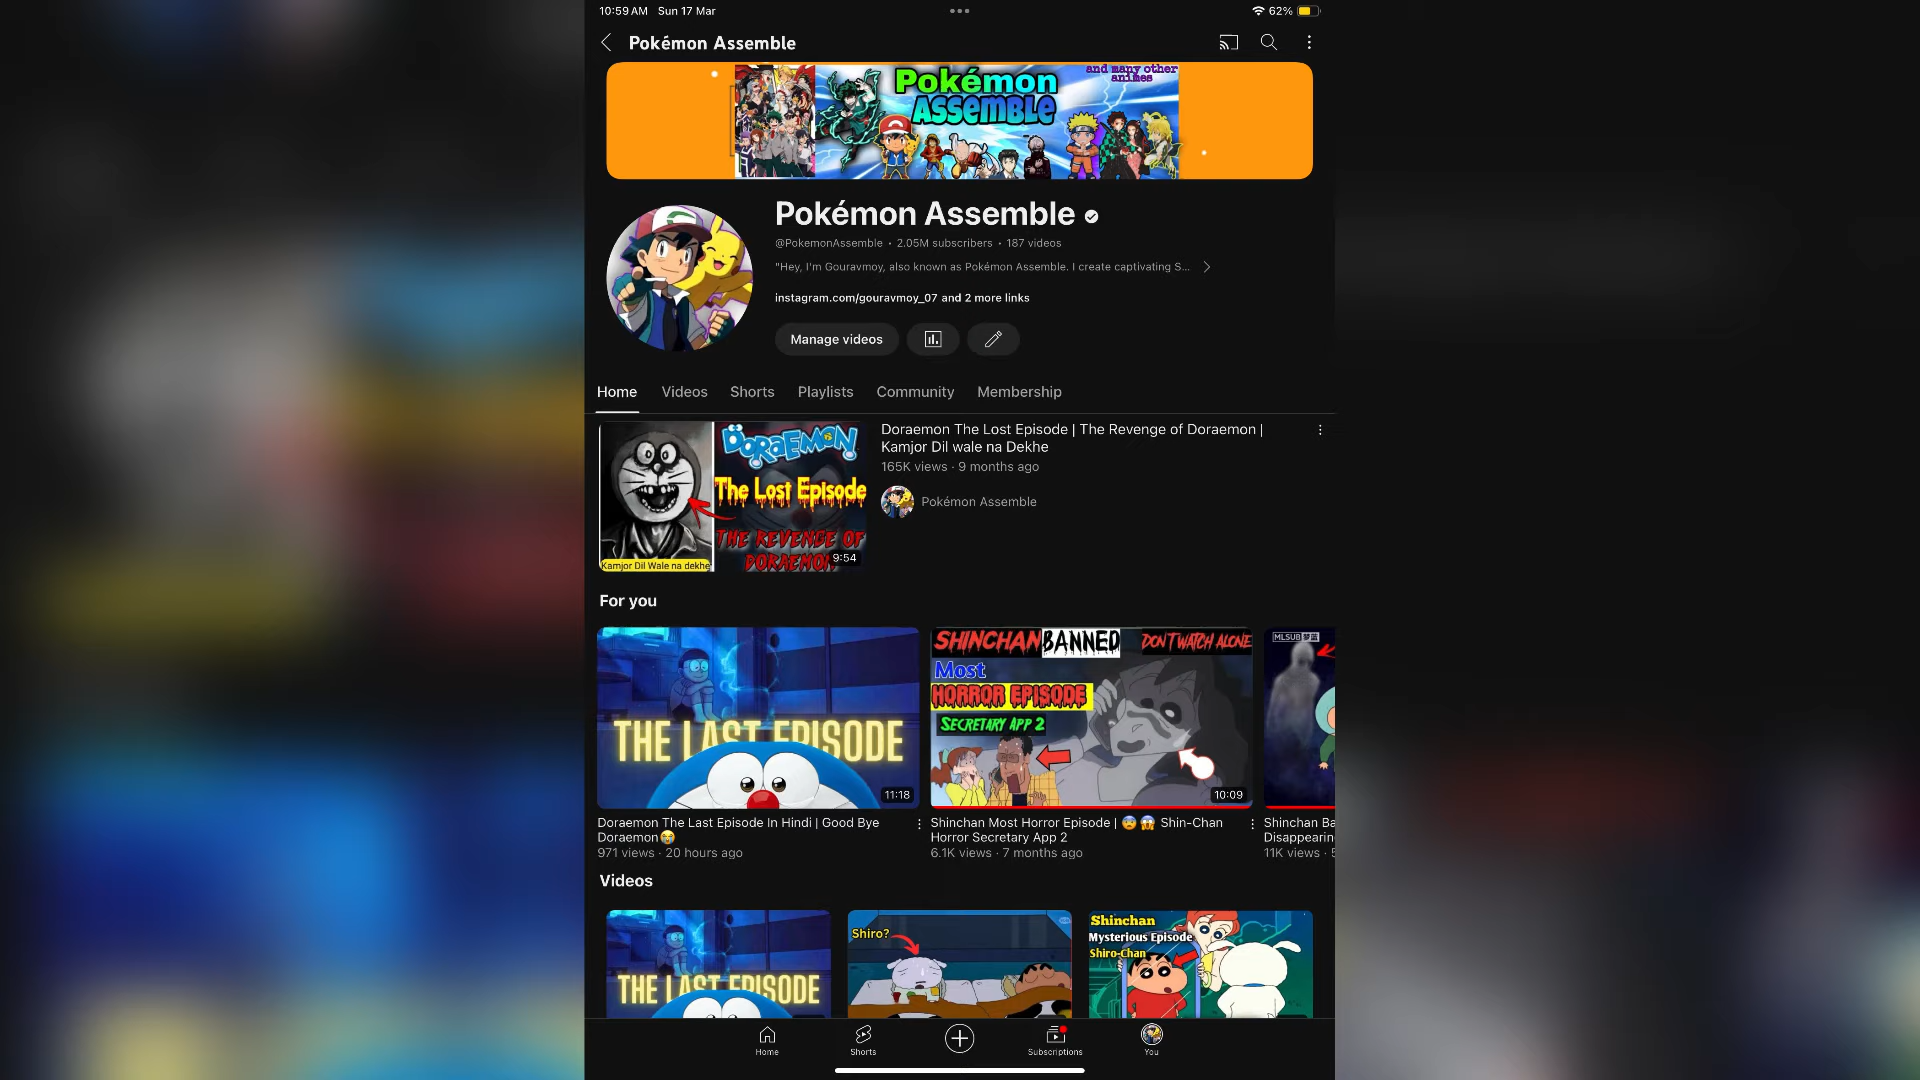 10:59 AM Sun 17 Mar
62%
Pokémon Assemble
and many other
animes
Pokémon
ASSEMBLE
Pokémon Assemble
@PokemonAssemble • 2.05M subscribers • 187 videos
"Hey, I'm Gouravmoy, also known as Pokémon Assemble. I create captivating S...
instagram.com/gouravmoy_07 and 2 more links
Manage videos
Home Videos Shorts Playlists Community Membership
DORAEMON
The Lost Episode
THE REVENGE OF
DORAEMON
Kamjor Dil Wale na dekhe
9:54
Doraemon The Lost Episode | The Revenge of Doraemon |
Kamjor Dil wale na Dekhe
165K views · 9 months ago
Pokémon Assemble
For you
THE LAST EPISODE
11:18
SHINCHAN BANNED DON'T WATCH ALONE
Most
HORROR EPISODE
SECRETARY APP 2
10:09
MLSUB
Doraemon The Last Episode In Hindi | Good Bye
Doraemon😭
971 views · 20 hours ago
Shinchan Most Horror Episode | 😨😱 Shin-Chan
Horror Secretary App 2
6.1K views · 7 months ago
Shinchan Ba
Disappearin
11K views · 5
Videos
THE LAST EPISODE
Shiro?
Shinchan
Mysterious Episode
Shiro-Chan
Home
Shorts
Subscriptions
You